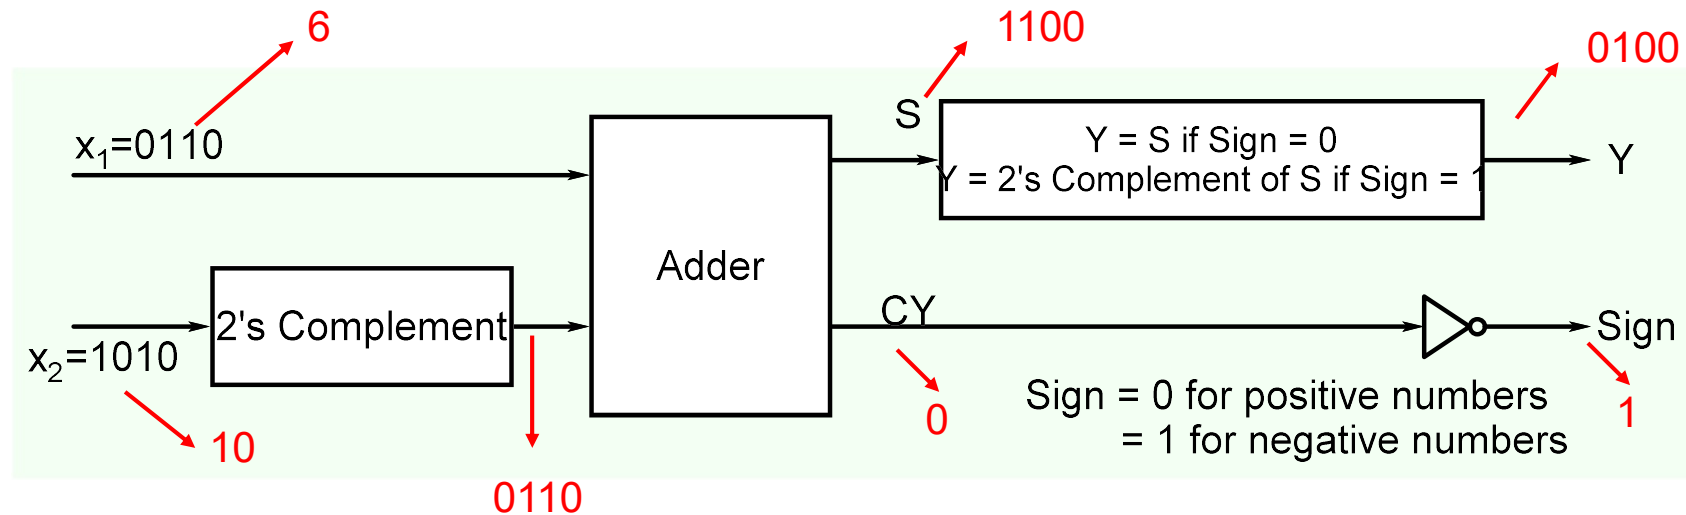 6
1100
0100
x₁=0110
S
Y = S if Sign = 0
Y = 2's Complement of S if Sign = 1
Y
Adder
2's Complement
x₂=1010
CY
Sign
Sign = 0 for positive numbers
= 1 for negative numbers
0
1
10
0110